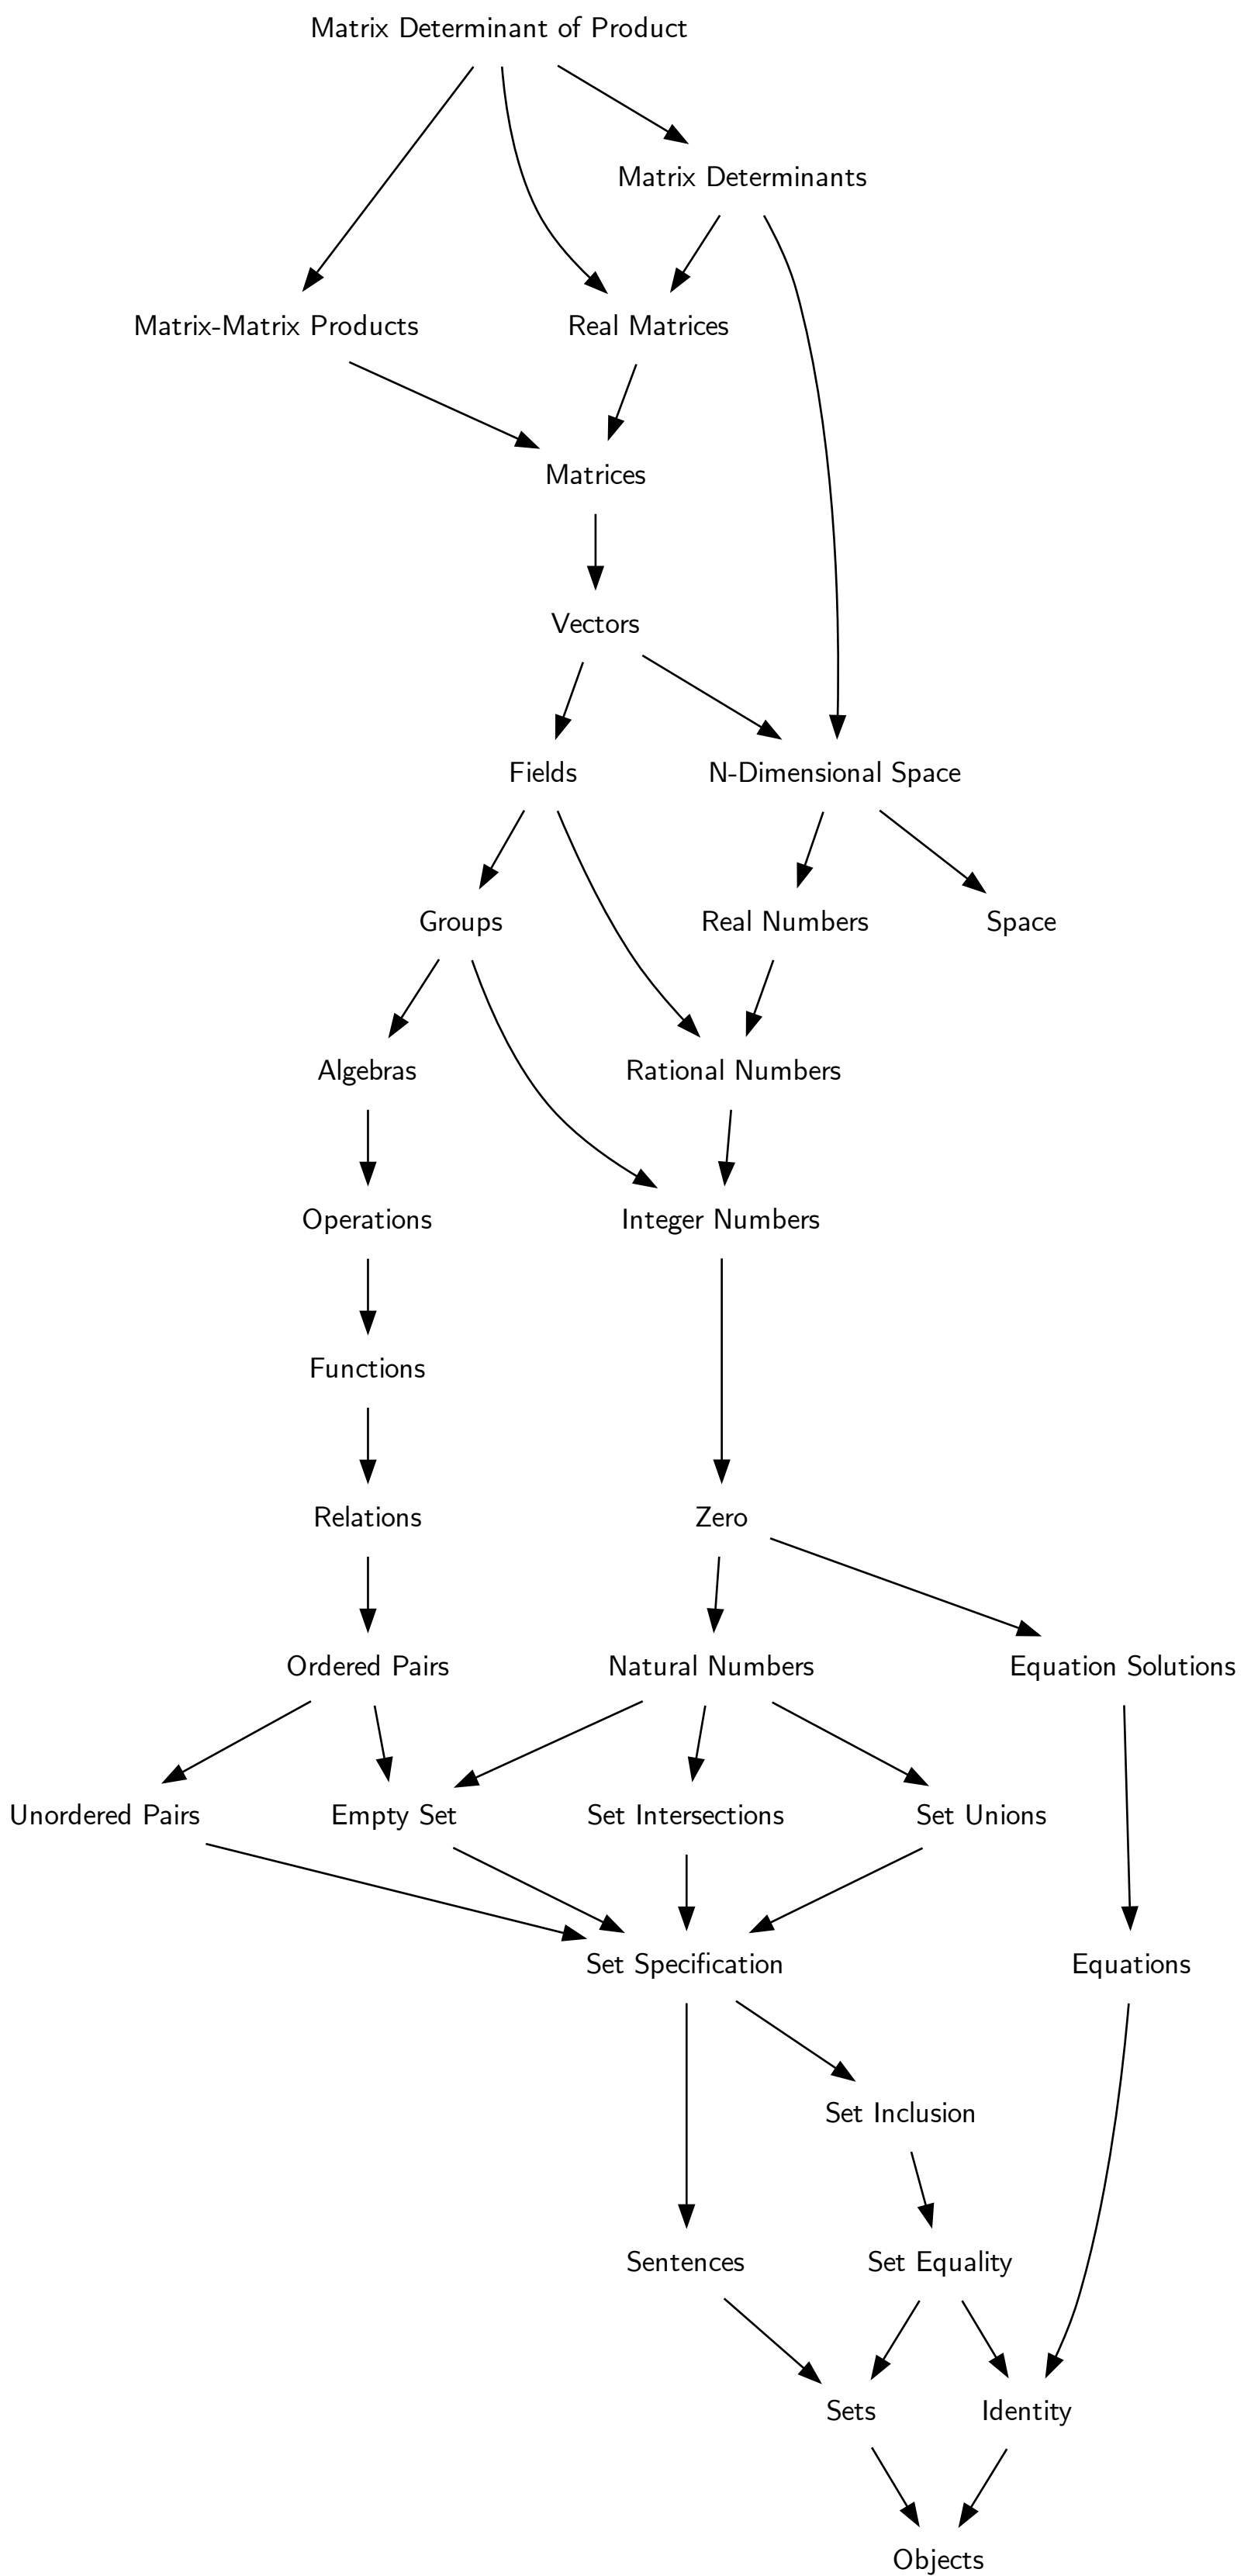 Matrix Determinant of Product
Matrix Determinants
Matrix-Matrix Products
Real Matrices
Matrices
Vectors
Fields
N-Dimensional Space
Groups
Real Numbers
Space
Algebras
Rational Numbers
Operations
Integer Numbers
Functions
Relations
Zero
Ordered Pairs
Natural Numbers
Equation Solutions
Unordered Pairs
Empty Set
Set Intersections
Set Unions
Set Specification
Equations
Set Inclusion
Sentences
Set Equality
Sets
Identity
Objects